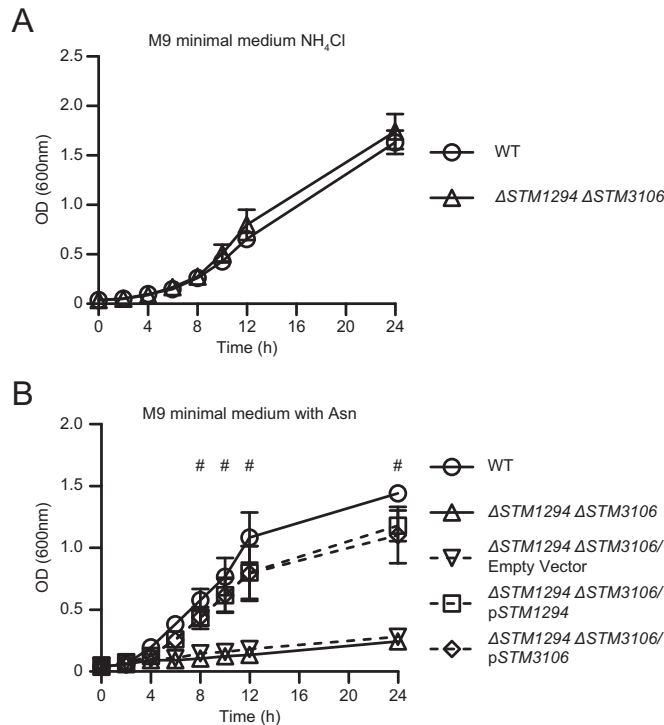 A
M9 minimal medium NH₄Cl
OD (600nm)
2.5
2.0
1.5
1.0
0.5
0
0 4 8 12 16 20 24
Time (h)
WT
ΔSTM1294 ΔSTM3106
B
M9 minimal medium with Asn
OD (600nm)
2.0
1.5
1.0
0.5
0
# # # #
0 4 8 12 16 20 24
Time (h)
WT
ΔSTM1294 ΔSTM3106
ΔSTM1294 ΔSTM3106/
Empty Vector
ΔSTM1294 ΔSTM3106/
pSTM1294
ΔSTM1294 ΔSTM3106/
pSTM3106